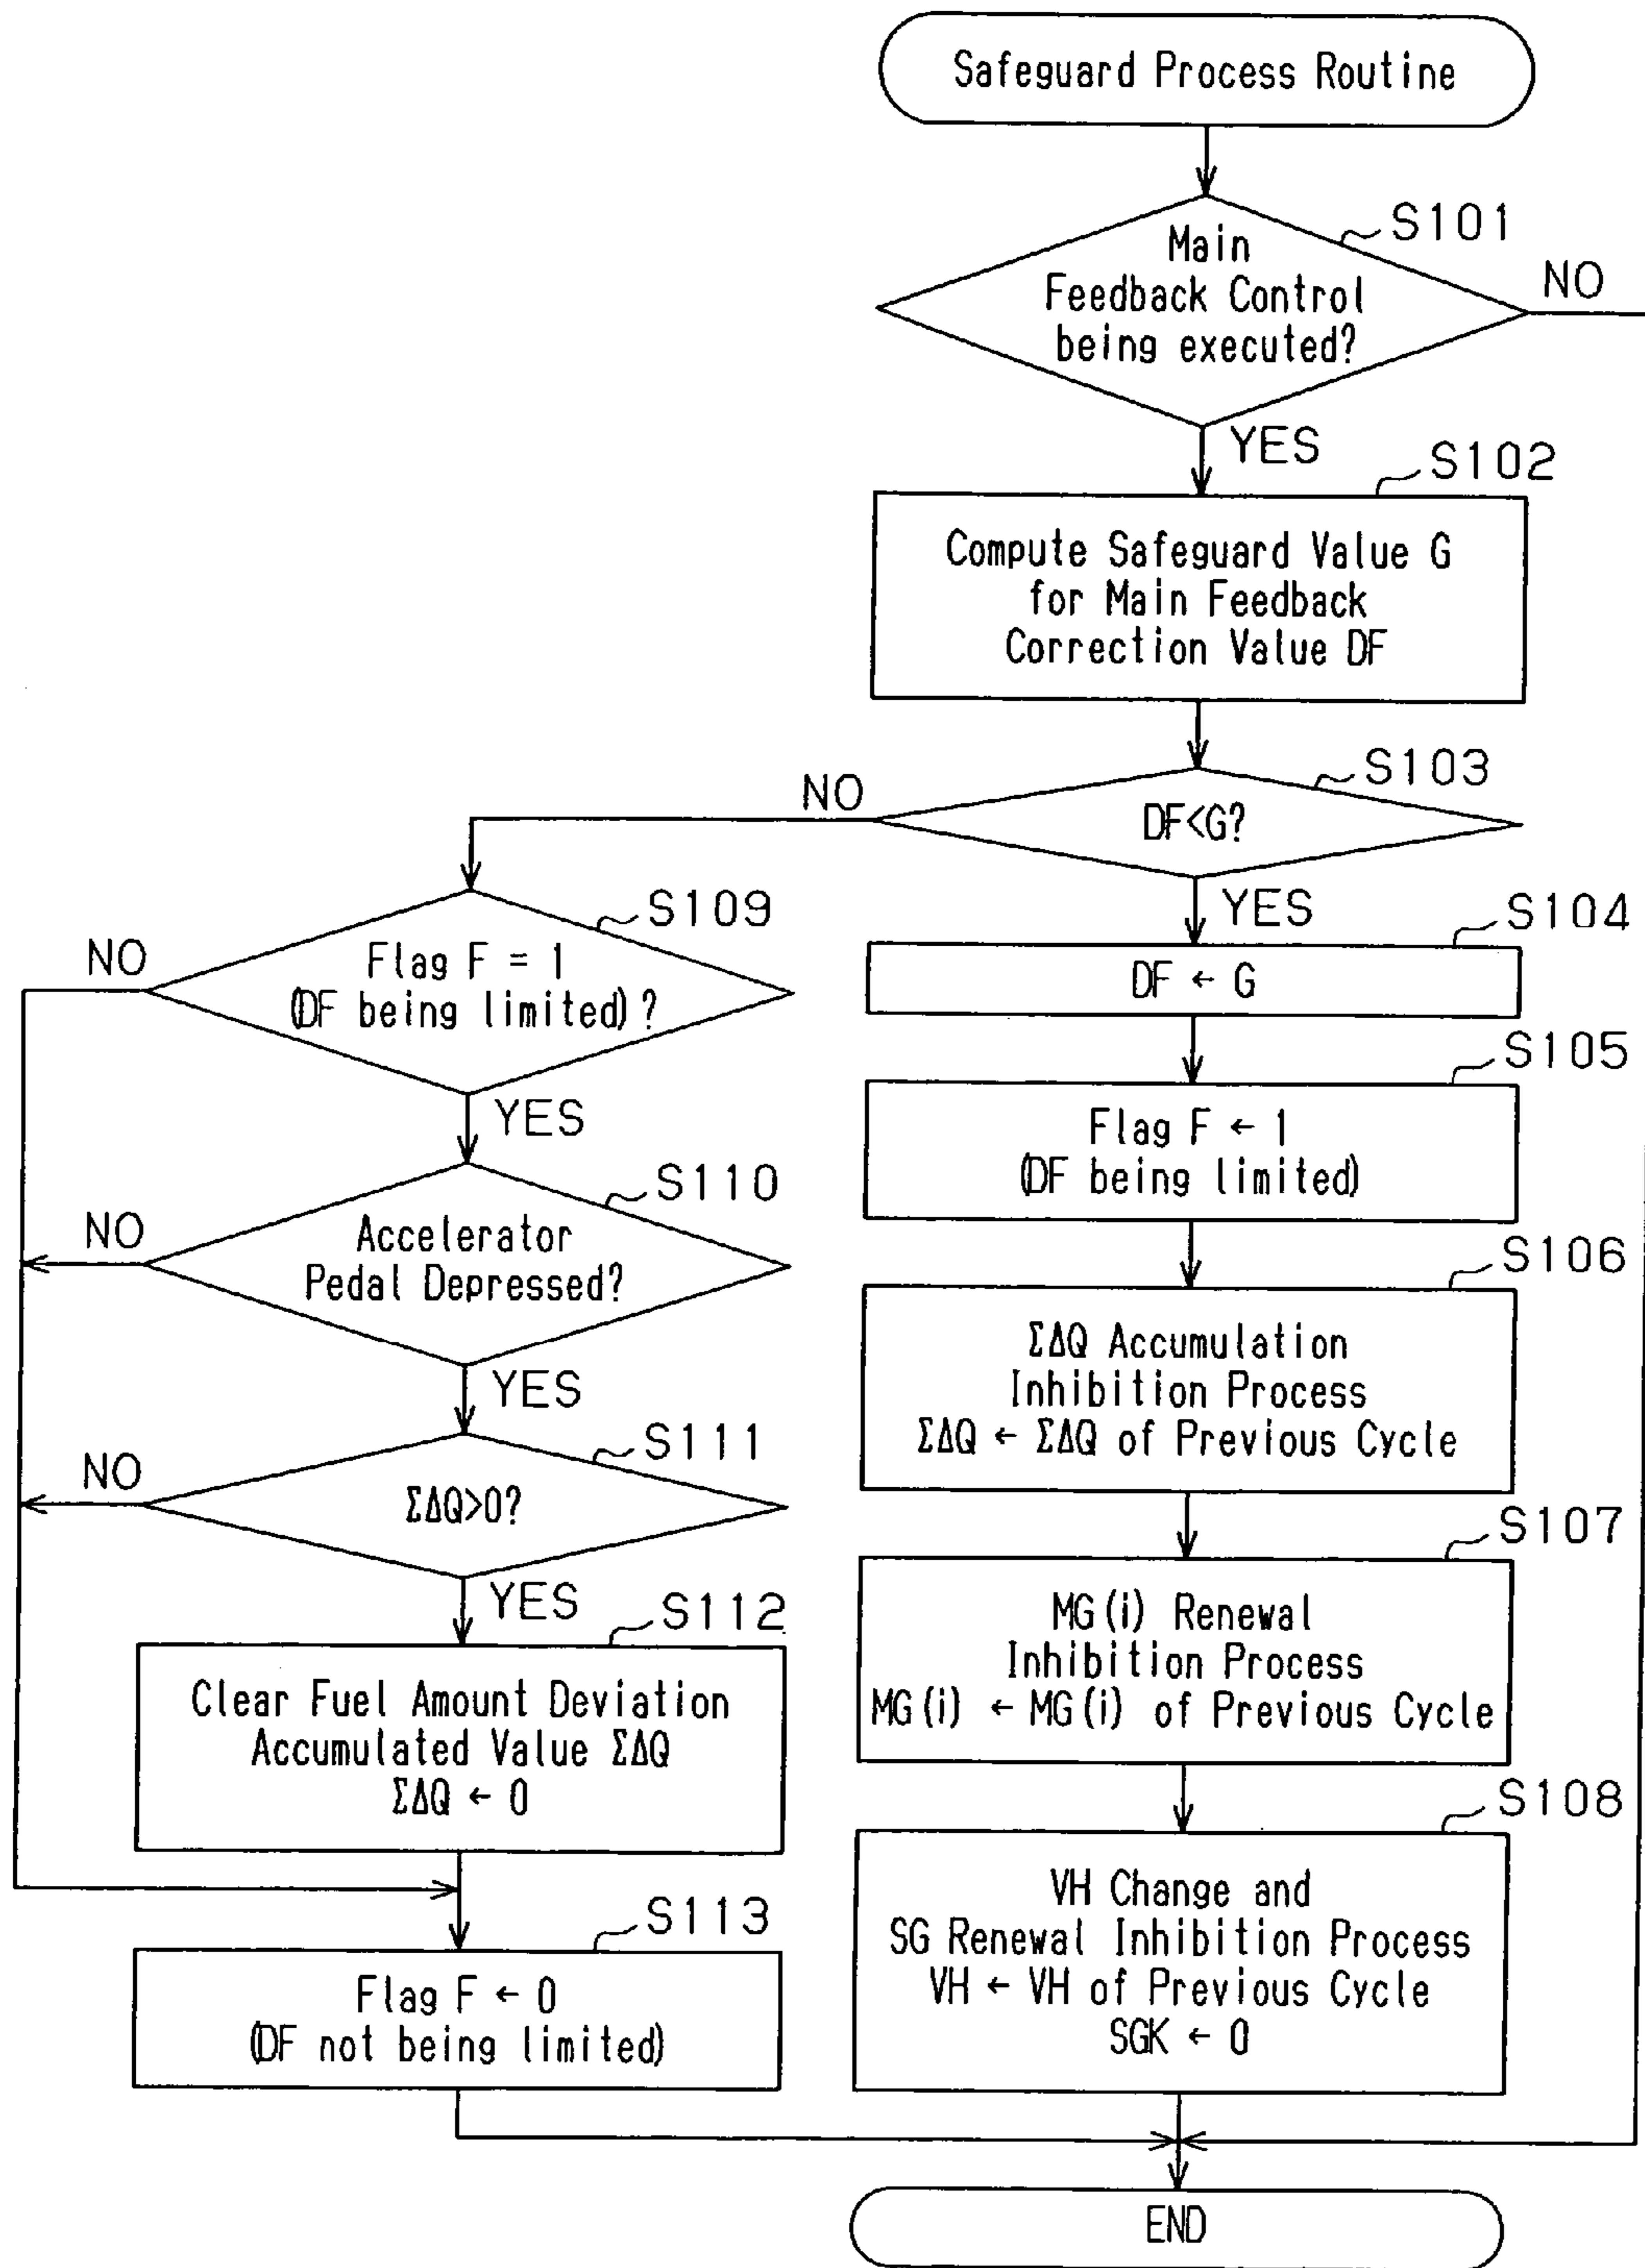 Safeguard Process Routine
S101
Main
Feedback Control
being executed?
NO
YES
S102
Compute Safeguard Value G
for Main Feedback
Correction Value DF
S103
NO
DF<G?
YES
S104
DF ← G
S105
Flag F ← 1
(DF being limited)
S106
ΣΔQ Accumulation
Inhibition Process
ΣΔQ ← ΣΔQ of Previous Cycle
S107
MG(i) Renewal
Inhibition Process
MG(i) ← MG(i) of Previous Cycle
S108
VH Change and
SG Renewal Inhibition Process
VH ← VH of Previous Cycle
SGK ← 0
S109
NO
Flag F = 1
(DF being limited)?
YES
S110
NO
Accelerator
Pedal Depressed?
YES
S111
NO
ΣΔQ>0?
YES
S112
Clear Fuel Amount Deviation
Accumulated Value ΣΔQ
ΣΔQ ← 0
S113
Flag F ← 0
(DF not being limited)
END